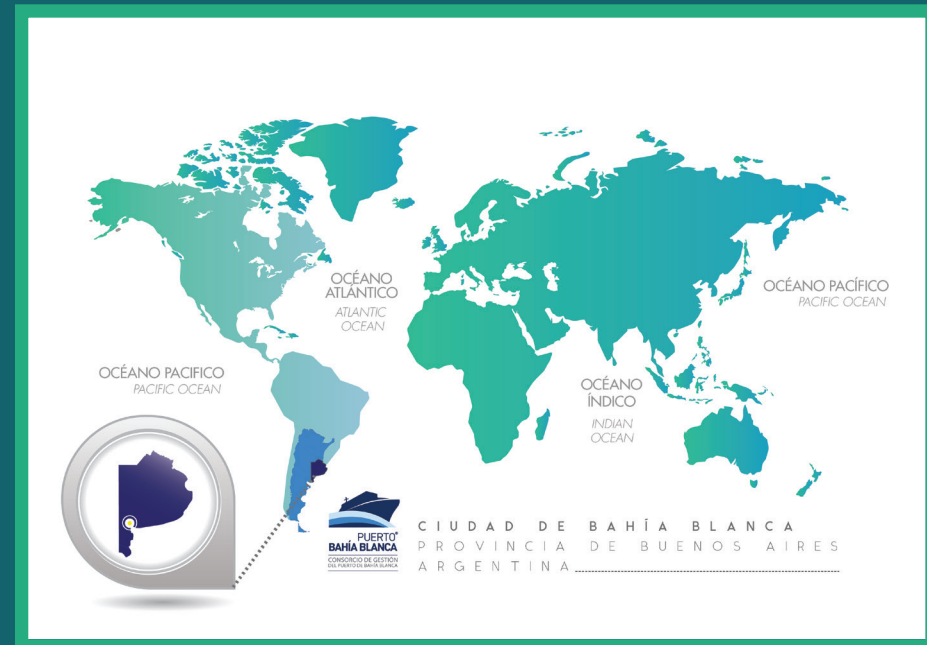 OCÉANO
ATLÁNTICO
ATLANTIC
OCEAN
OCÉANO PACÍFICO
PACIFIC OCEAN
OCÉANO PACIFICO
PACIFIC OCEAN
OCÉANO
ÍNDICO
INDIAN
OCEAN
PUERTO
BAHÍA BLANCA
CONSORCIO DE GESTIÓN
DEL PUERTO DE BAHÍA BLANCA
CIUDAD DE BAHÍA BLANCA
PROVINCIA DE BUENOS AIRES
ARGENTINA